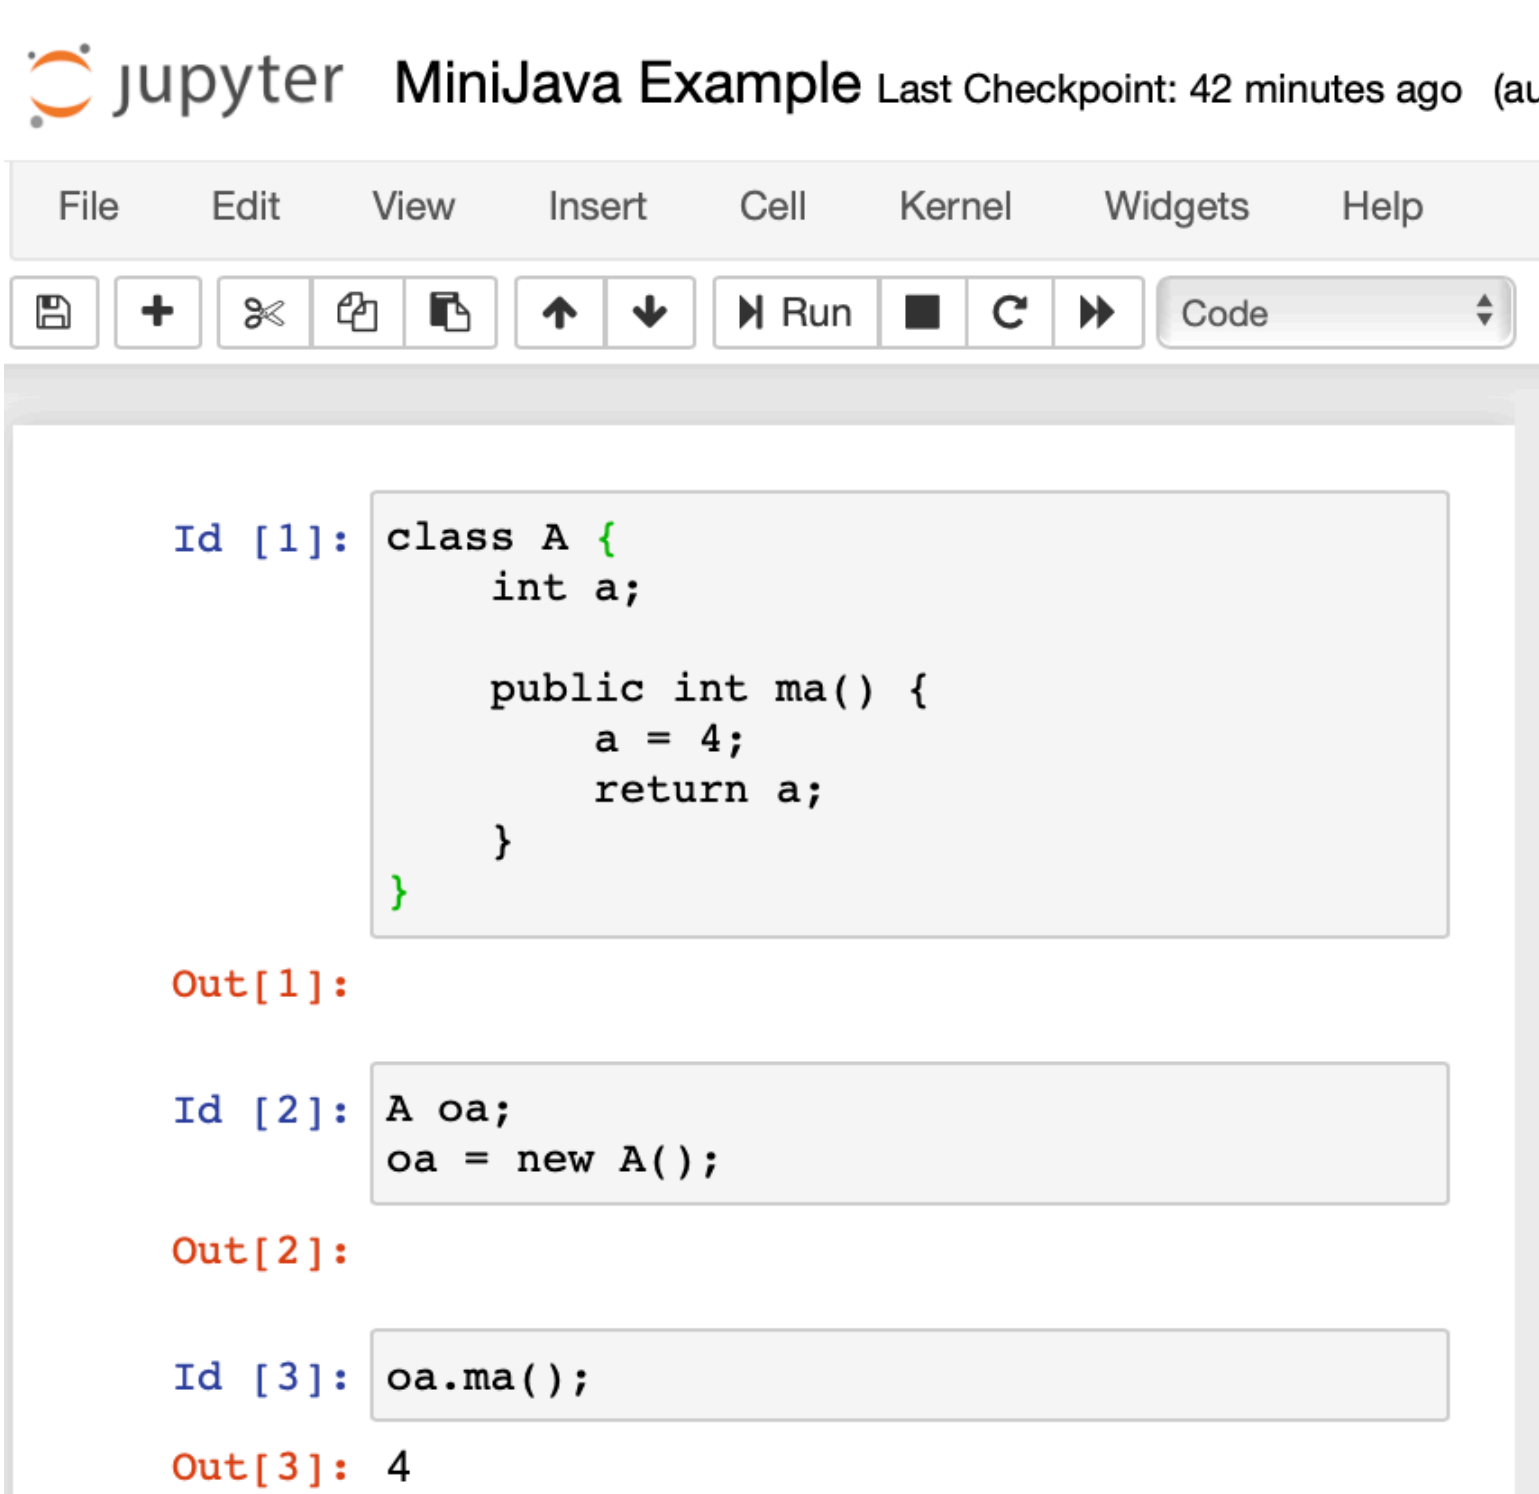 jupyter MiniJava Example Last Checkpoint: 42 minutes ago (au
File Edit View Insert Cell Kernel Widgets Help
Run Code
Id [1]: class A {
    int a;
    public int ma() {
        a = 4;
        return a;
    }
}
Out[1]:
Id [2]: A oa;
oa = new A();
Out[2]:
Id [3]: oa.ma();
Out[3]: 4